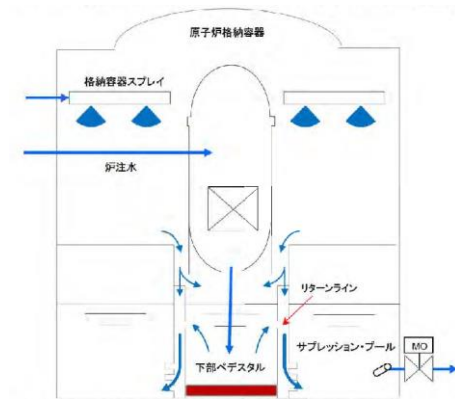 原子炉格納容器
格納容器スプレイ
炉注水
リターンライン
サプレッション・プール
MO
下部ペデスタル